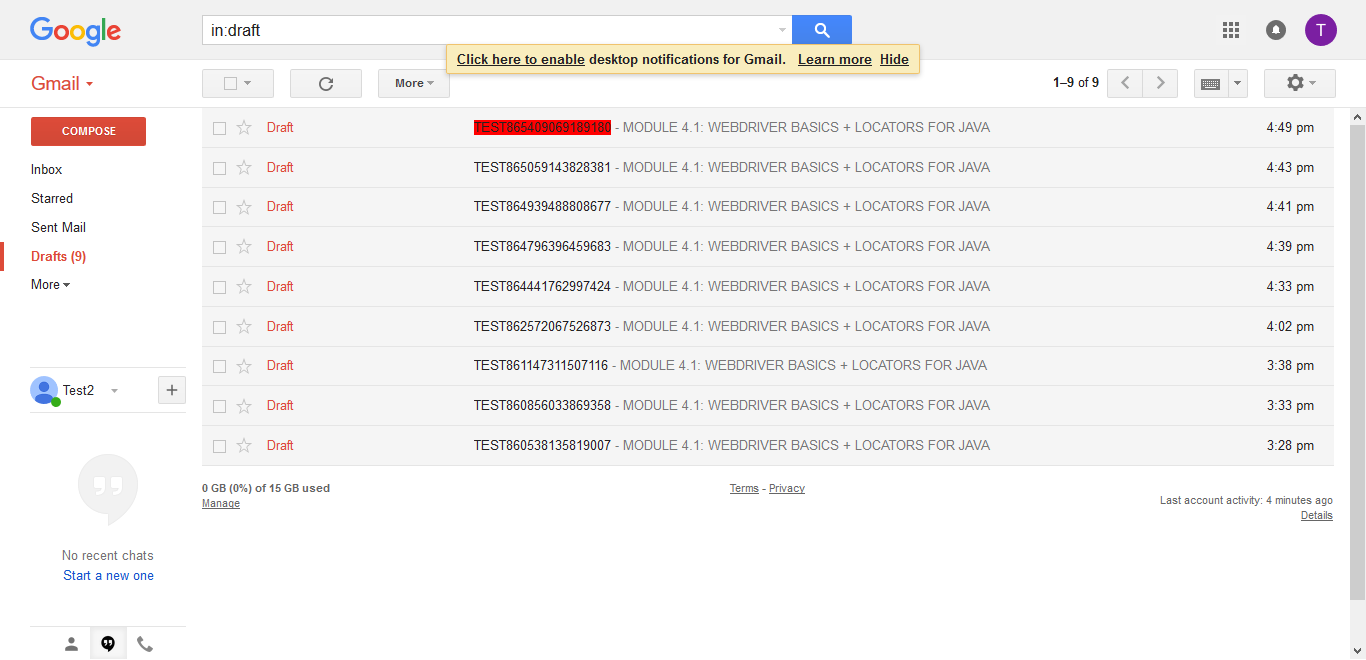 Google
in:draft
T
Click here to enable desktop notifications for Gmail. Learn more Hide
Gmail
More
1–9 of 9
COMPOSE
Inbox
Starred
Sent Mail
Drafts (9)
More
Draft TEST865409069189180 - MODULE 4.1: WEBDRIVER BASICS + LOCATORS FOR JAVA 4:49 pm
Draft TEST865059143828381 - MODULE 4.1: WEBDRIVER BASICS + LOCATORS FOR JAVA 4:43 pm
Draft TEST864939488808677 - MODULE 4.1: WEBDRIVER BASICS + LOCATORS FOR JAVA 4:41 pm
Draft TEST864796396459683 - MODULE 4.1: WEBDRIVER BASICS + LOCATORS FOR JAVA 4:39 pm
Draft TEST864441762997424 - MODULE 4.1: WEBDRIVER BASICS + LOCATORS FOR JAVA 4:33 pm
Draft TEST862572067526873 - MODULE 4.1: WEBDRIVER BASICS + LOCATORS FOR JAVA 4:02 pm
Draft TEST861147311507116 - MODULE 4.1: WEBDRIVER BASICS + LOCATORS FOR JAVA 3:38 pm
Draft TEST860856033869358 - MODULE 4.1: WEBDRIVER BASICS + LOCATORS FOR JAVA 3:33 pm
Draft TEST860538135819007 - MODULE 4.1: WEBDRIVER BASICS + LOCATORS FOR JAVA 3:28 pm
Test2
0 GB (0%) of 15 GB used
Manage
Terms - Privacy
Last account activity: 4 minutes ago
Details
No recent chats
Start a new one